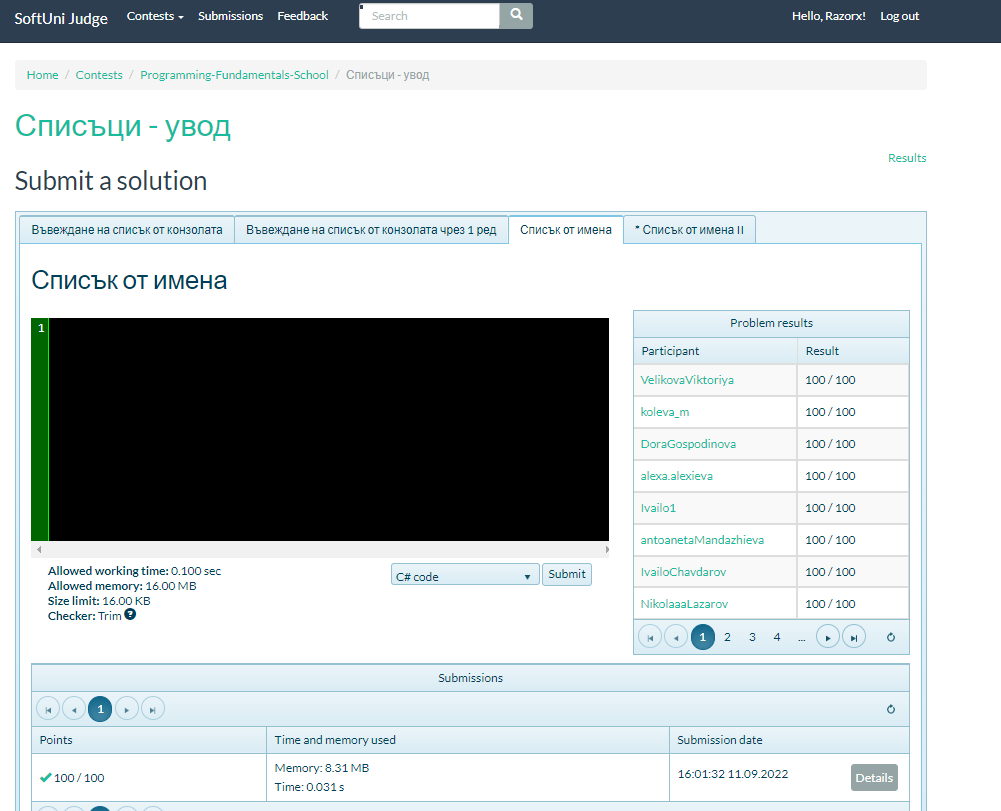 SoftUni Judge Contests Submissions Feedback Search Hello, Razorx! Log out
Home / Contests / Programming-Fundamentals-School / Списъци - увод
Списъци - увод
Results
Submit a solution
Въвеждане на списък от конзолата Въвеждане на списък от конзолата чрез 1 ред Списък от имена * Списък от имена II
Списък от имена
1
Problem results
Participant Result
VelikovaViktoriya 100 / 100
koleva_m 100 / 100
DoraGospodinova 100 / 100
alexa.alexieva 100 / 100
Ivailo1 100 / 100
antoanetaMandazhieva 100 / 100
IvailoChavdarov 100 / 100
NikolaaaLazarov 100 / 100
1 2 3 4 ...
Allowed working time: 0.100 sec
Allowed memory: 16.00 MB
Size limit: 16.00 KB
Checker: Trim ?
C# code Submit
Submissions
1
Points Time and memory used Submission date
100 / 100 Memory: 8.31 MB
Time: 0.031 s
16:01:32 11.09.2022 Details